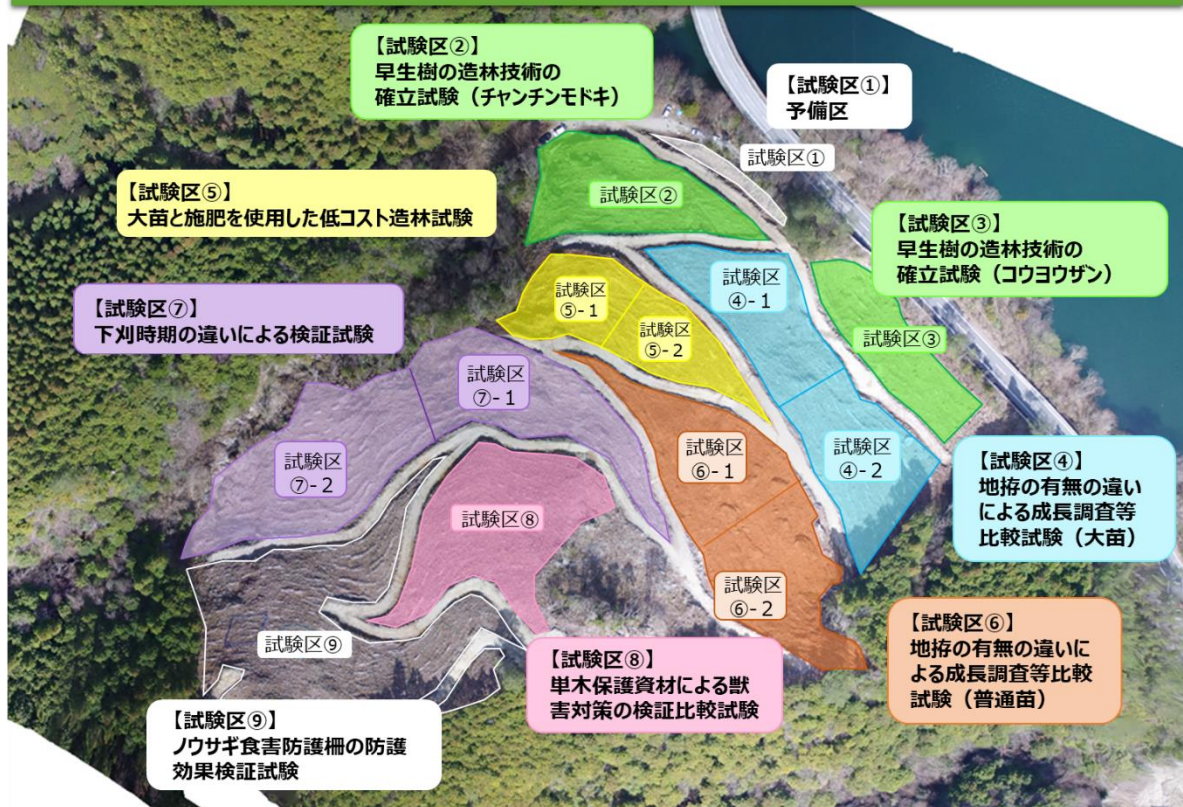 【試験区②】
早生樹の造林技術の
確立試験（チャンチンモドキ）
【試験区①】
予備区
試験区①
試験区②
【試験区⑤】
大苗と施肥を使用した低コスト造林試験
【試験区③】
早生樹の造林技術の
確立試験（コウヨウザン）
試験区
④-1
試験区
⑤-1
試験区
⑤-2
試験区③
【試験区⑦】
下刈時期の違いによる検証試験
試験区
⑦-1
試験区
⑦-2
試験区
⑥-1
試験区
④-2
【試験区④】
地拵の有無の違い
による成長調査等
比較試験（大苗）
試験区⑧
試験区
⑥-2
試験区⑨
【試験区⑥】
地拵の有無の違いに
よる成長調査等比較
試験（普通苗）
【試験区⑧】
単木保護資材による獣
害対策の検証比較試験
【試験区⑨】
ノウサギ食害防護柵の防護
効果検証試験